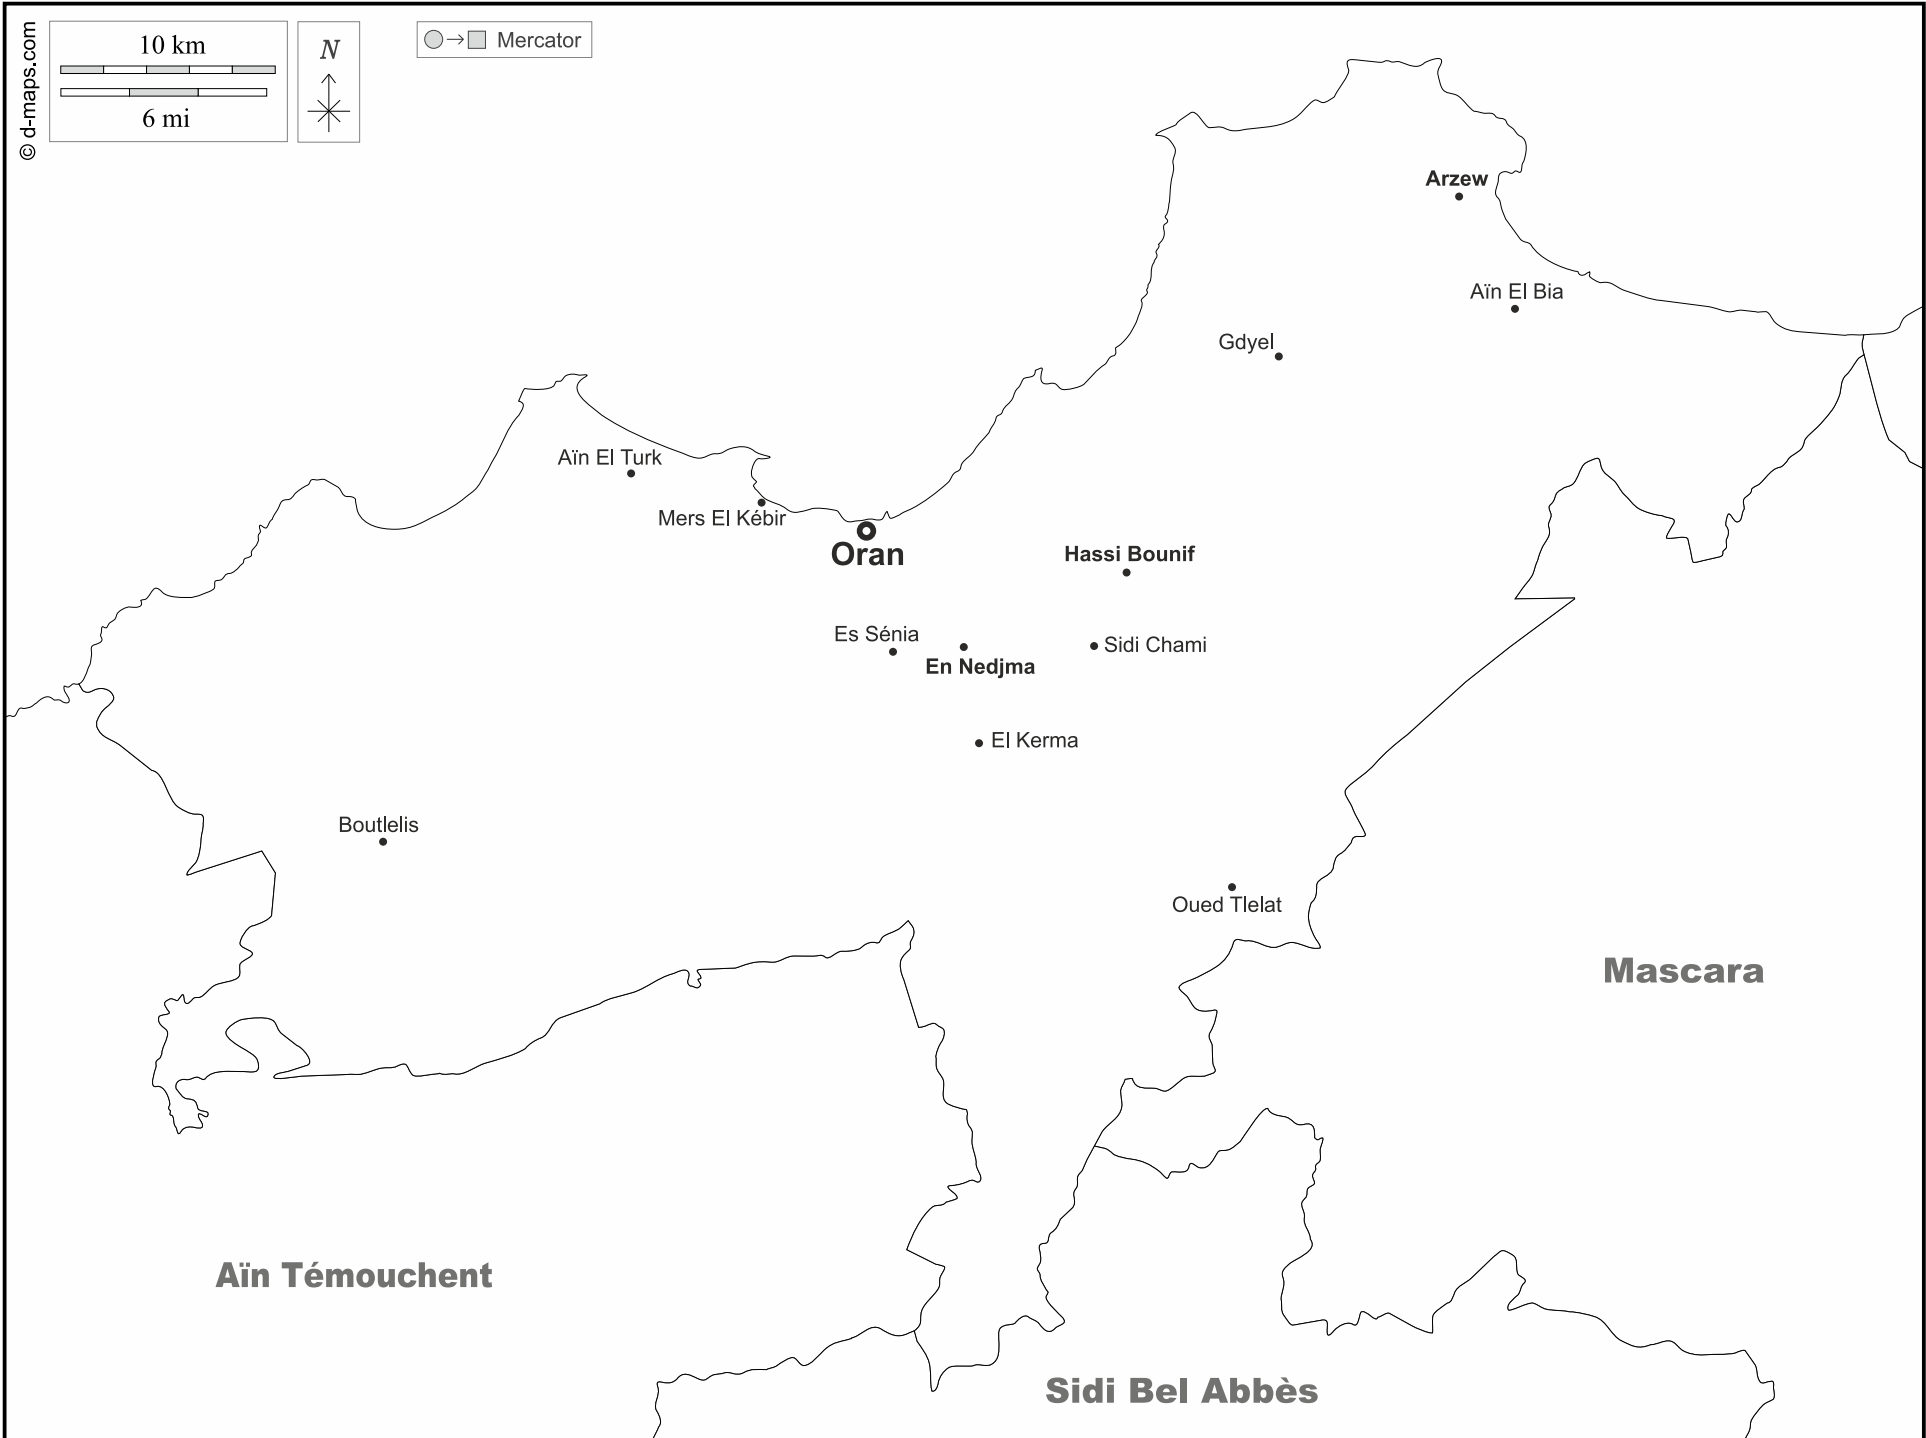 © d-maps.com
10 km
6 mi
N
Mercator
Arzew
Aïn El Bia
Gdyel
Aïn El Turk
Mers El Kébir
Oran
Hassi Bounif
Es Sénia
En Nedjma
Sidi Chami
El Kerma
Boutlelis
Oued Tlelat
Mascara
Aïn Témouchent
Sidi Bel Abbès